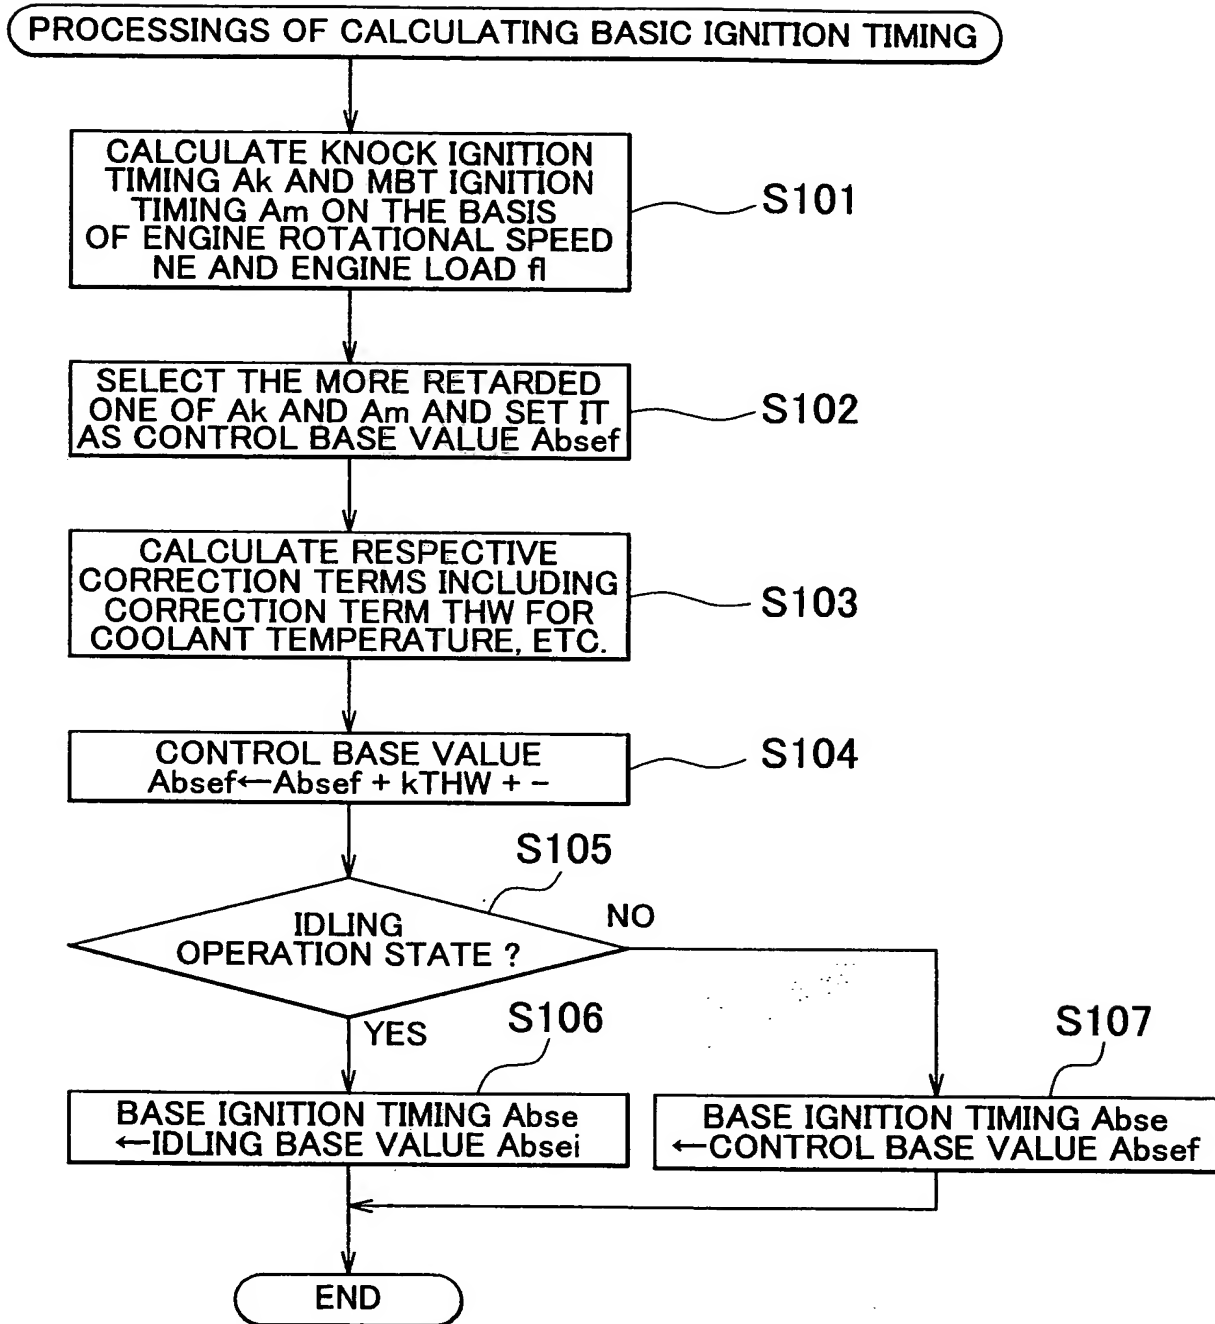 PROCESSINGS OF CALCULATING BASIC IGNITION TIMING
CALCULATE KNOCK IGNITION
TIMING Ak AND MBT IGNITION
TIMING Am ON THE BASIS
OF ENGINE ROTATIONAL SPEED
NE AND ENGINE LOAD fl
S101
SELECT THE MORE RETARDED
ONE OF Ak AND Am AND SET IT
AS CONTROL BASE VALUE Absef
S102
CALCULATE RESPECTIVE
CORRECTION TERMS INCLUDING
CORRECTION TERM THW FOR
COOLANT TEMPERATURE, ETC.
S103
CONTROL BASE VALUE
Absef←Absef + kTHW + -
S104
S105
IDLING
OPERATION STATE ?
NO
YES
S106
BASE IGNITION TIMING Abse
←IDLING BASE VALUE Absei
S107
BASE IGNITION TIMING Abse
←CONTROL BASE VALUE Absef
END